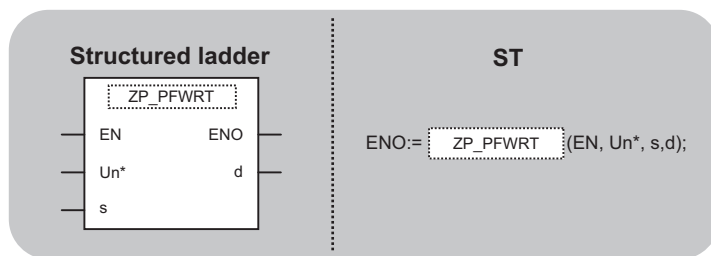 Structured ladder
ZP_PFWRT
EN ENO
Un* d
s
ST
ENO:= ZP_PFWRT (EN, Un*, s,d);